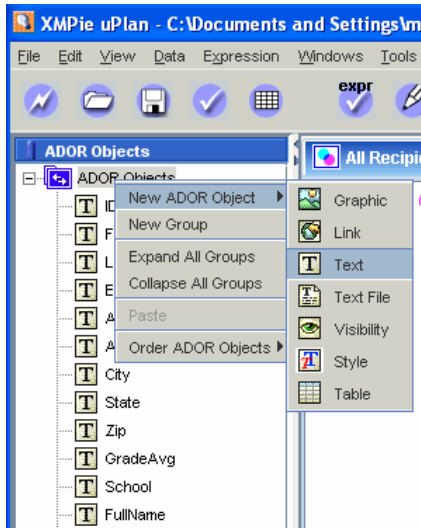 XMPie uPlan - C:\Documents and Settings\m
File Edit View Data Expression Windows Tools
expr
ADOR Objects
All Recipie
ADOR Objects
New ADOR Object
New Group
Expand All Groups
Collapse All Groups
Paste
Order ADOR Objects
Graphic
Link
Text
Text File
Visibility
Style
Table
City
State
Zip
GradeAvg
School
FullName